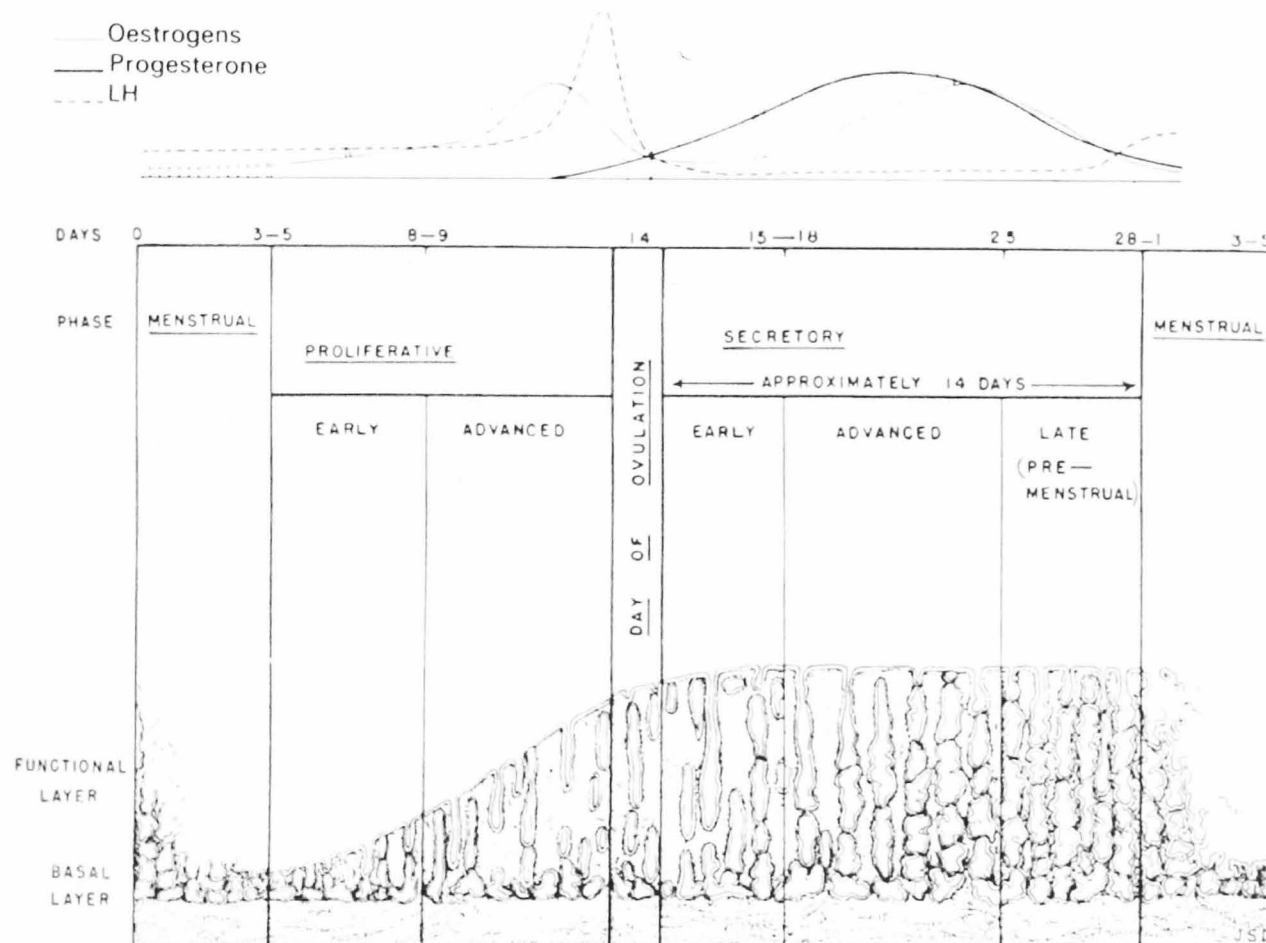 Oestrogens
Progesterone
LH
DAYS 0 3-5 8-9 14 15-18 25 28-1
PHASE MENSTRUAL PROLIFERATIVE SECRETORY MENSTRUAL
APPROXIMATELY 14 DAYS
EARLY ADVANCED EARLY ADVANCED LATE
(PRE-
MENSTRUAL)
DAY OF OVULATION
FUNCTIONAL
LAYER
BASAL
LAYER